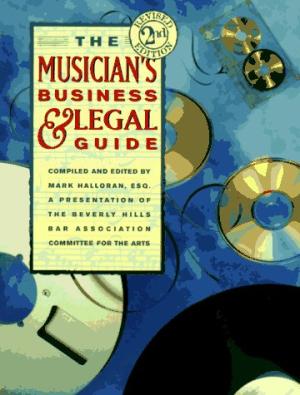 REVISED
2nd
EDITION
THE
MUSICIAN'S
BUSINESS
& LEGAL
GUIDE
COMPILED AND EDITED BY
MARK HALLORAN, ESQ.
A PRESENTATION OF
THE BEVERLY HILLS
BAR ASSOCIATION
COMMITTEE FOR THE ARTS